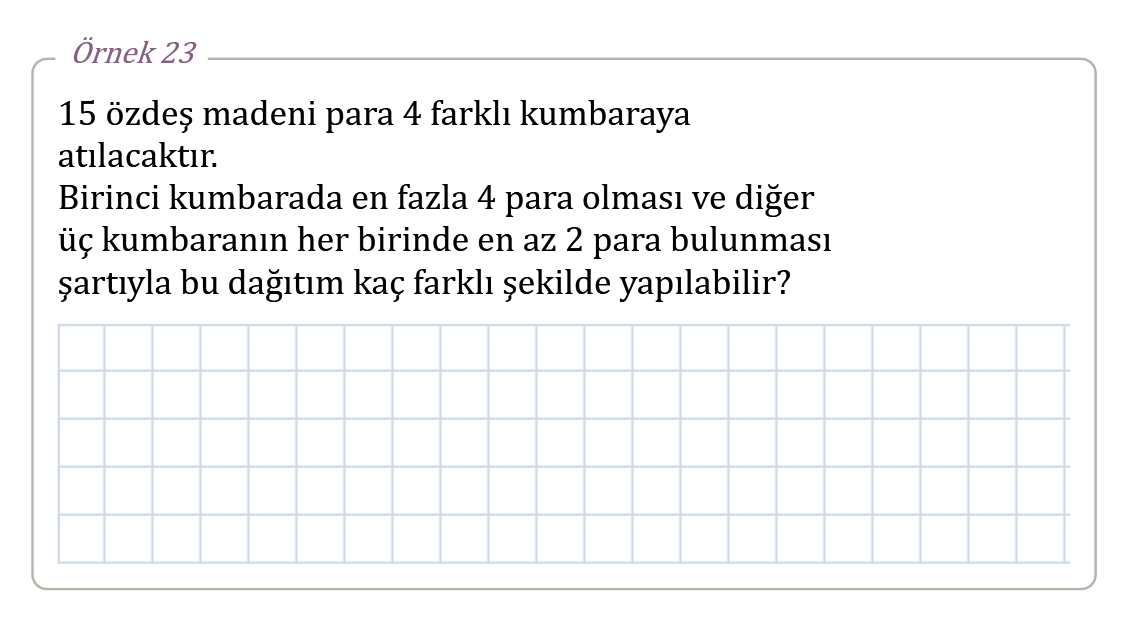 Örnek 23
15 özdeş madeni para 4 farklı kumbaraya
atılacaktır.
Birinci kumbarada en fazla 4 para olması ve diğer
üç kumbaranın her birinde en az 2 para bulunması
şartıyla bu dağıtım kaç farklı şekilde yapılabilir?